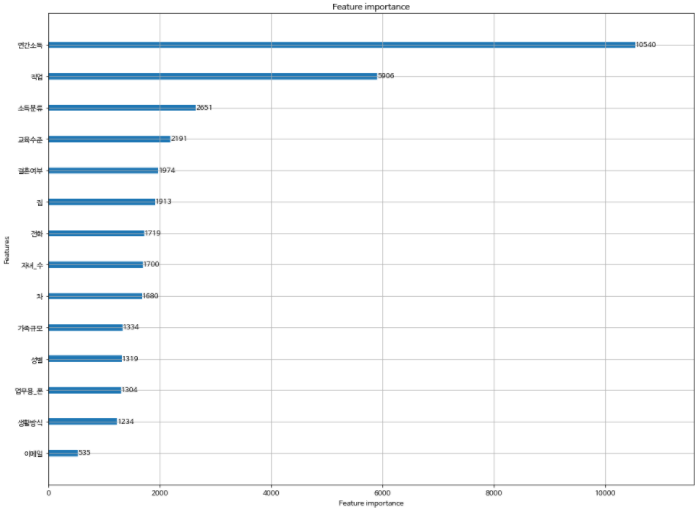 Feature importance
연간소득 10540
직업 5906
소득분류 2651
교육수준 2191
결혼여부 1974
집 1913
전화 1719
자녀_수 1700
차 1680
가족규모 1334
성별 1319
업무용_폰 1304
생활방식 1234
이메일 535
Features
0 2000 4000 6000 8000 10000
Feature importance